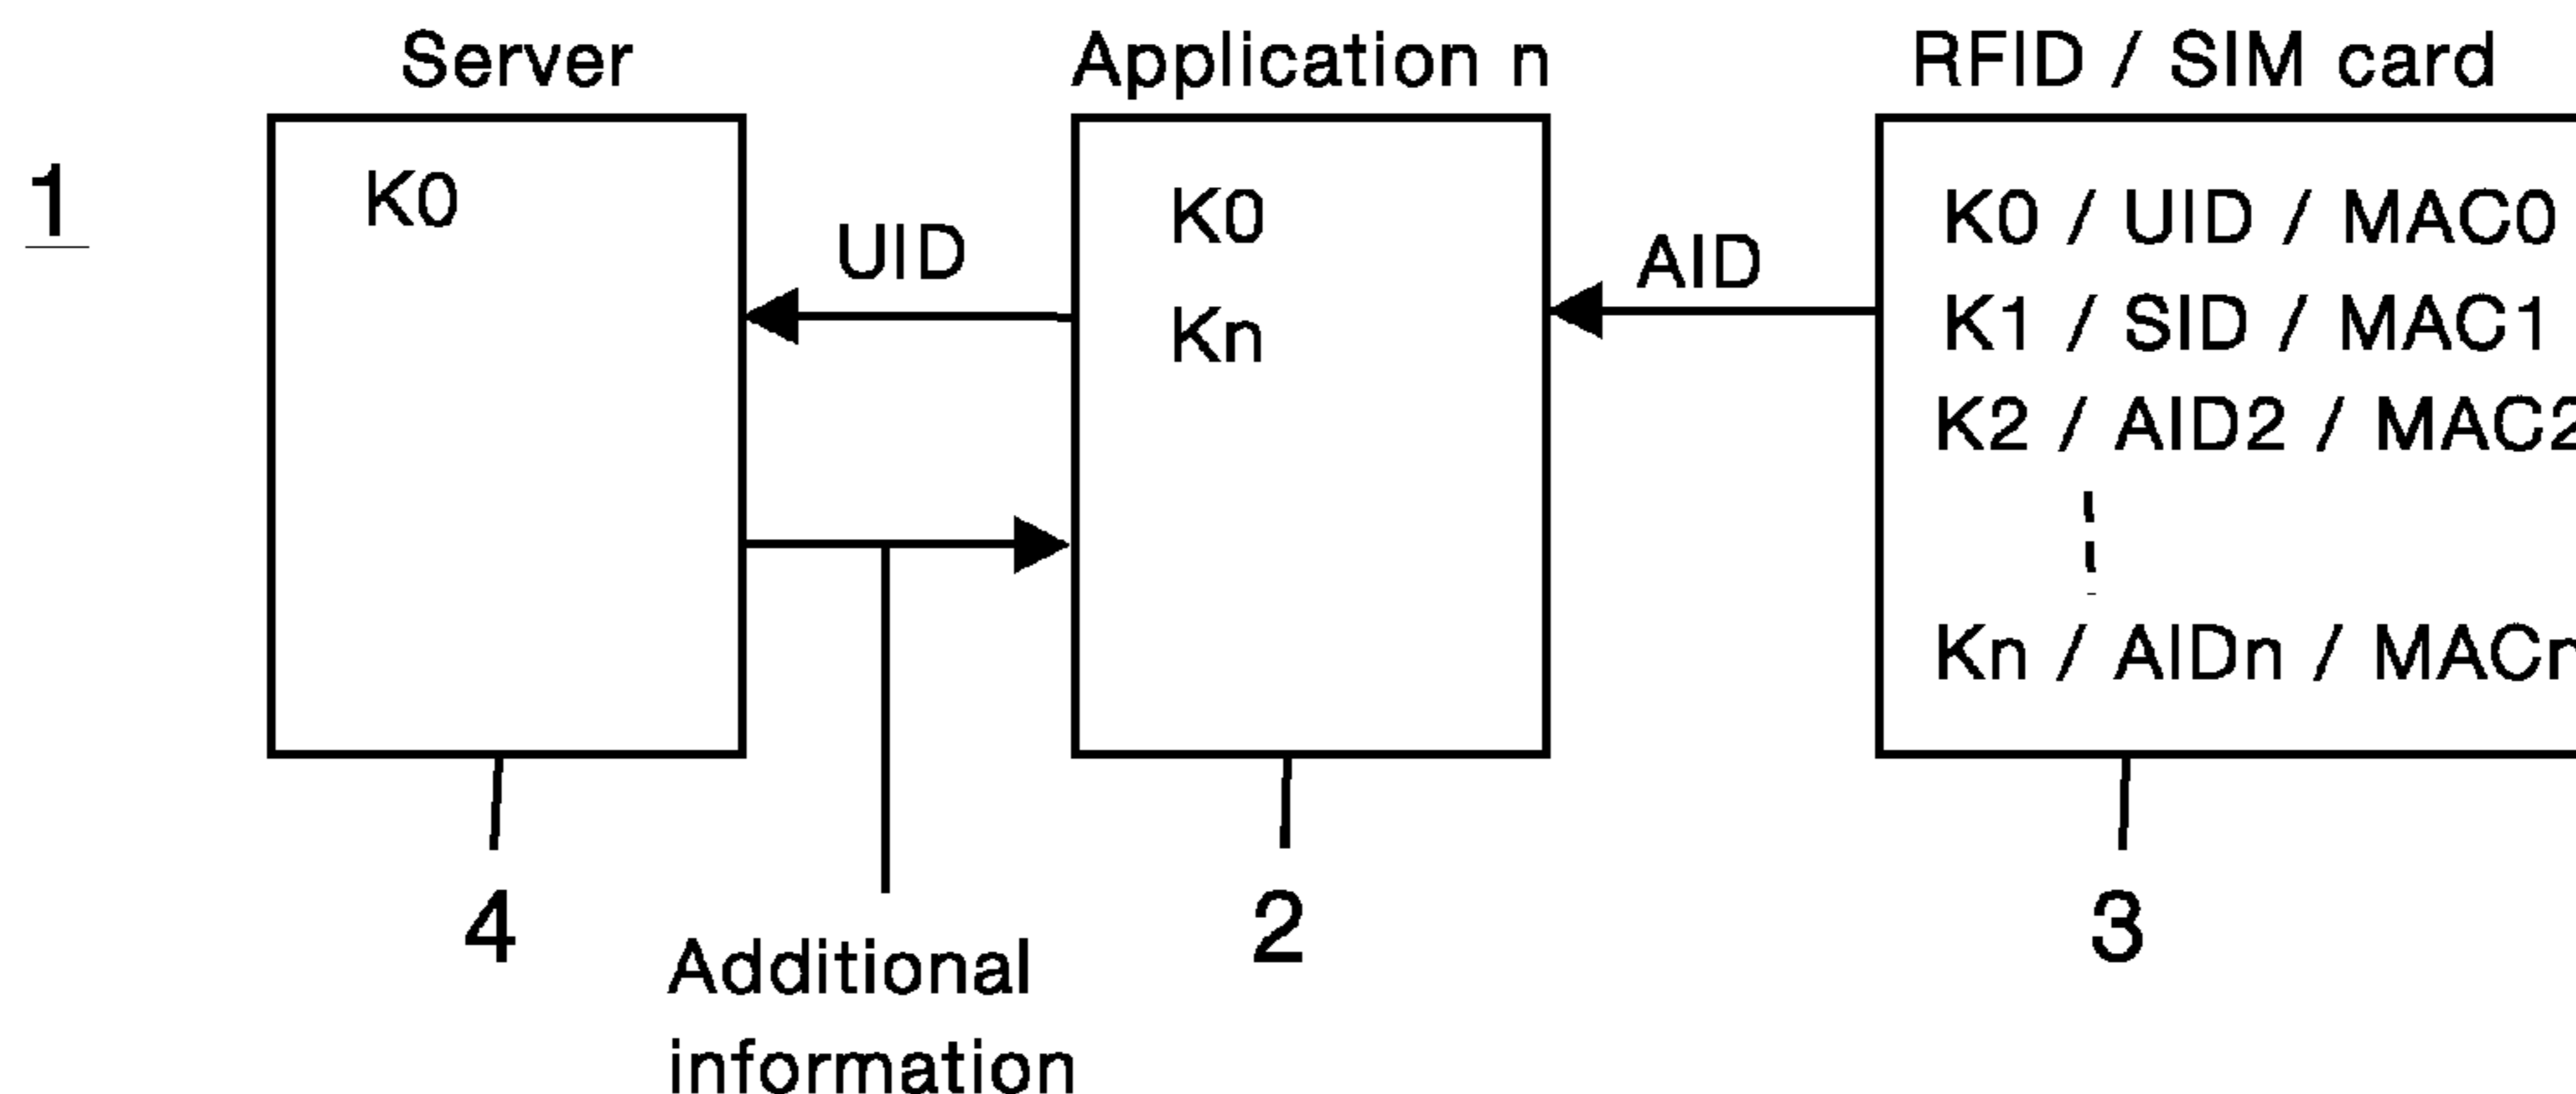 Server
Application n
RFID / SIM card
1
K0
UID
K0
Kn
AID
K0 / UID / MAC0
K1 / SID / MAC1
K2 / AID2 / MAC2
Kn / AIDn / MACn
4
2
3
Additional
information